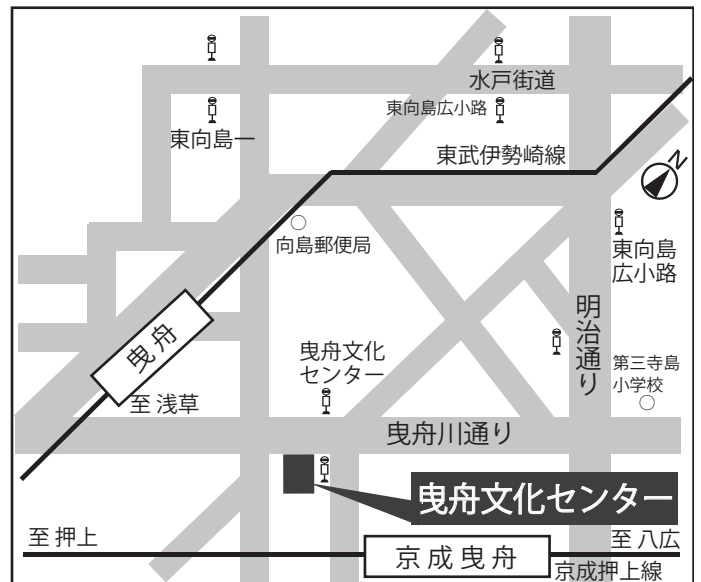 水戸街道
東向島広小路
東向島一
東武伊勢崎線
N
向島郵便局
東向島
広小路
明治通り
曳舟
曳舟文化
センター
第三寺島
小学校
至 浅草
曳舟川通り
曳舟文化センター
至 押上
京成曳舟
至 八広
京成押上線